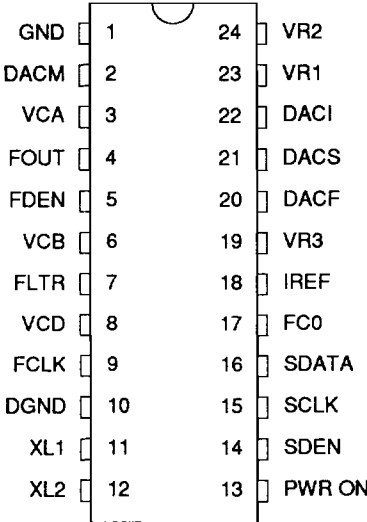 GND 1 24 VR2
DACM 2 23 VR1
VCA 3 22 DACI
FOUT 4 21 DACS
FDEN 5 20 DACF
VCB 6 19 VR3
FLTR 7 18 IREF
VCD 8 17 FC0
FCLK 9 16 SDATA
DGND 10 15 SCLK
XL1 11 14 SDEN
XL2 12 13 PWR ON